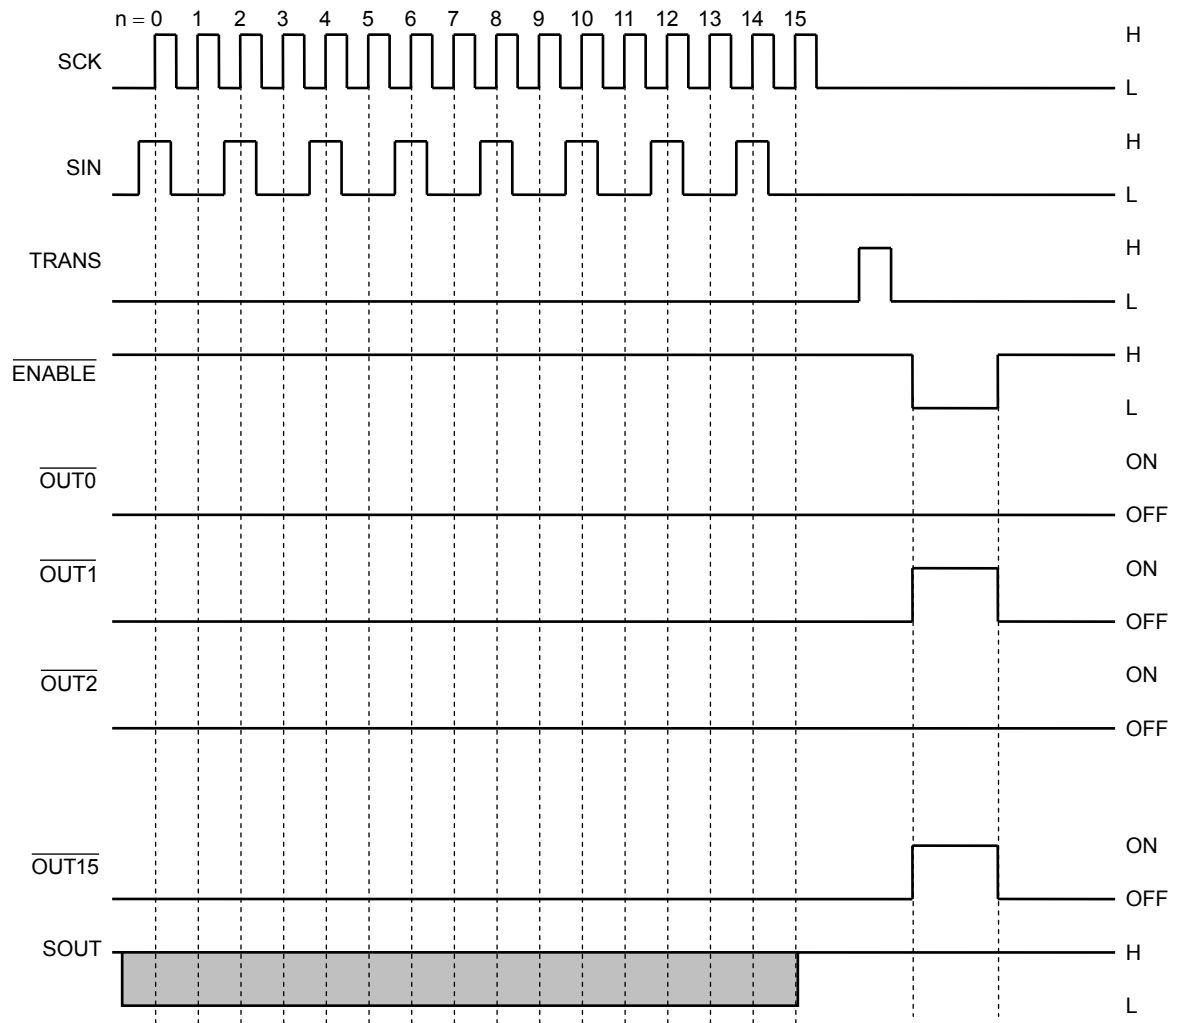 n = 0 1 2 3 4 5 6 7 8 9 10 11 12 13 14 15
SCK H
L
SIN H
L
TRANS H
L
ENABLE H
L
OUT0 ON
OFF
OUT1 ON
OFF
OUT2 ON
OFF
OUT15 ON
OFF
SOUT H
L